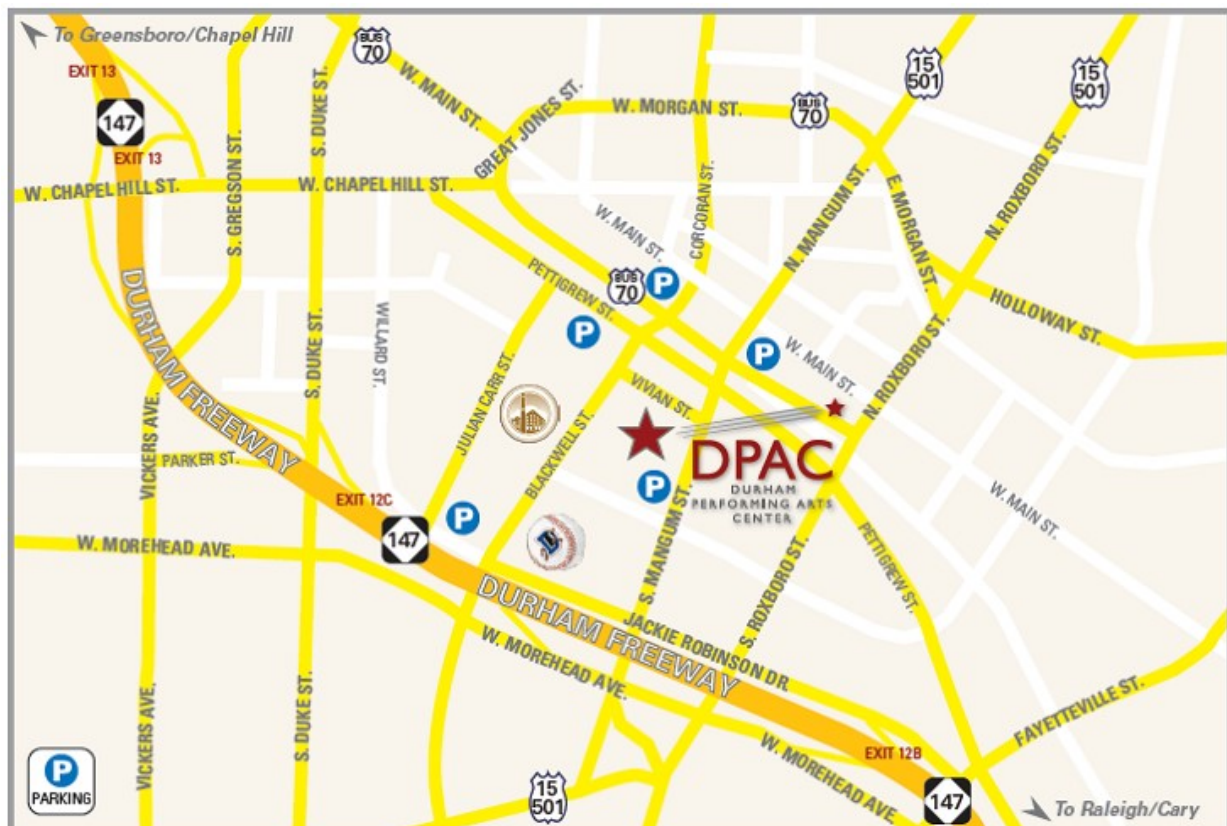 To Greensboro/Chapel Hill
EXIT 13
147
EXIT 13
W. CHAPEL HILL ST.
S. GREGSON ST.
S. DUKE ST.
BUS
70
W. MAIN ST.
W. CHAPEL HILL ST.
GREAT JONES ST.
W. MORGAN ST.
BUS
70
CORCORAN ST.
15
501
15
501
N. MANGUM ST.
E MORGAN ST.
N. ROXBORO ST.
HOLLOWAY ST.
W. MAIN ST.
BUS
70
P
PETTIGREW ST.
P
P
W. MAIN ST.
N. ROXBORO ST.
DURHAM FREEWAY
WILLARD ST.
S. DUKE ST.
JULIAN CARR ST.
BLACKWELL ST.
VIVIAN ST.
DPAC
DURHAM
PERFORMING ARTS
CENTER
P
P
D
VICKERS AVE.
PARKER ST.
EXIT 12C
147
W. MOREHEAD AVE.
W. MAIN ST.
PETTIGREW ST.
S. MANGUM ST.
S. ROXBORO ST.
DURHAM FREEWAY
JACKIE ROBINSON DR.
W. MOREHEAD AVE.
FAYETTEVILLE ST.
VICKERS AVE.
S. DUKE ST.
EXIT 12B
W. MOREHEAD AVE.
15
501
147
P
PARKING
To Raleigh/Cary